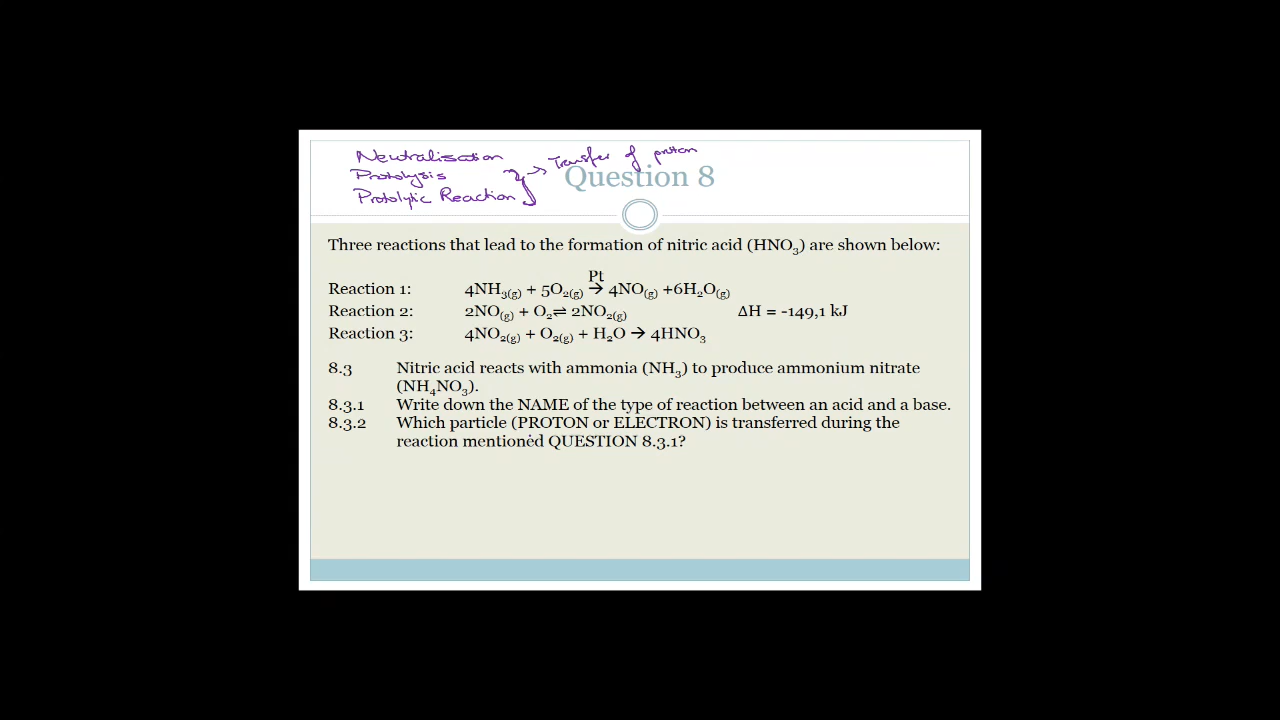 Neutralisation
Protolysis
Protolytic Reaction
→ Transfer of proton
Question 8
Three reactions that lead to the formation of nitric acid (HNO₃) are shown below:
Pt
Reaction 1: 4NH₃(g) + 5O₂(g) → 4NO(g) +6H₂O(g)
Reaction 2: 2NO(g) + O₂⇌ 2NO₂(g) ΔH = -149,1 kJ
Reaction 3: 4NO₂(g) + O₂(g) + H₂O → 4HNO₃
8.3 Nitric acid reacts with ammonia (NH₃) to produce ammonium nitrate
(NH₄NO₃).
8.3.1 Write down the NAME of the type of reaction between an acid and a base.
8.3.2 Which particle (PROTON or ELECTRON) is transferred during the
reaction mentioned QUESTION 8.3.1?